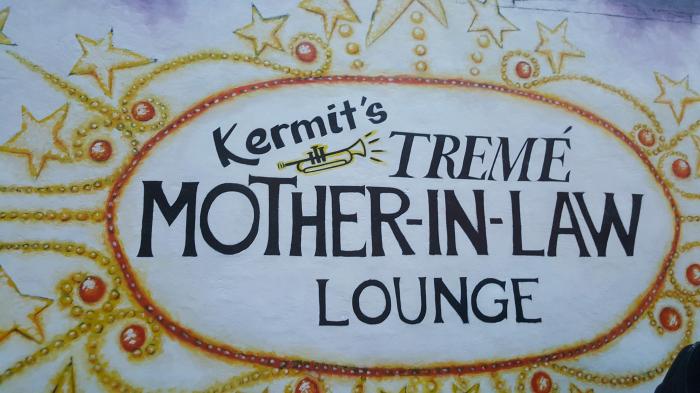 Kermit's TREMÉ
MOTHER-IN-LAW
LOUNGE